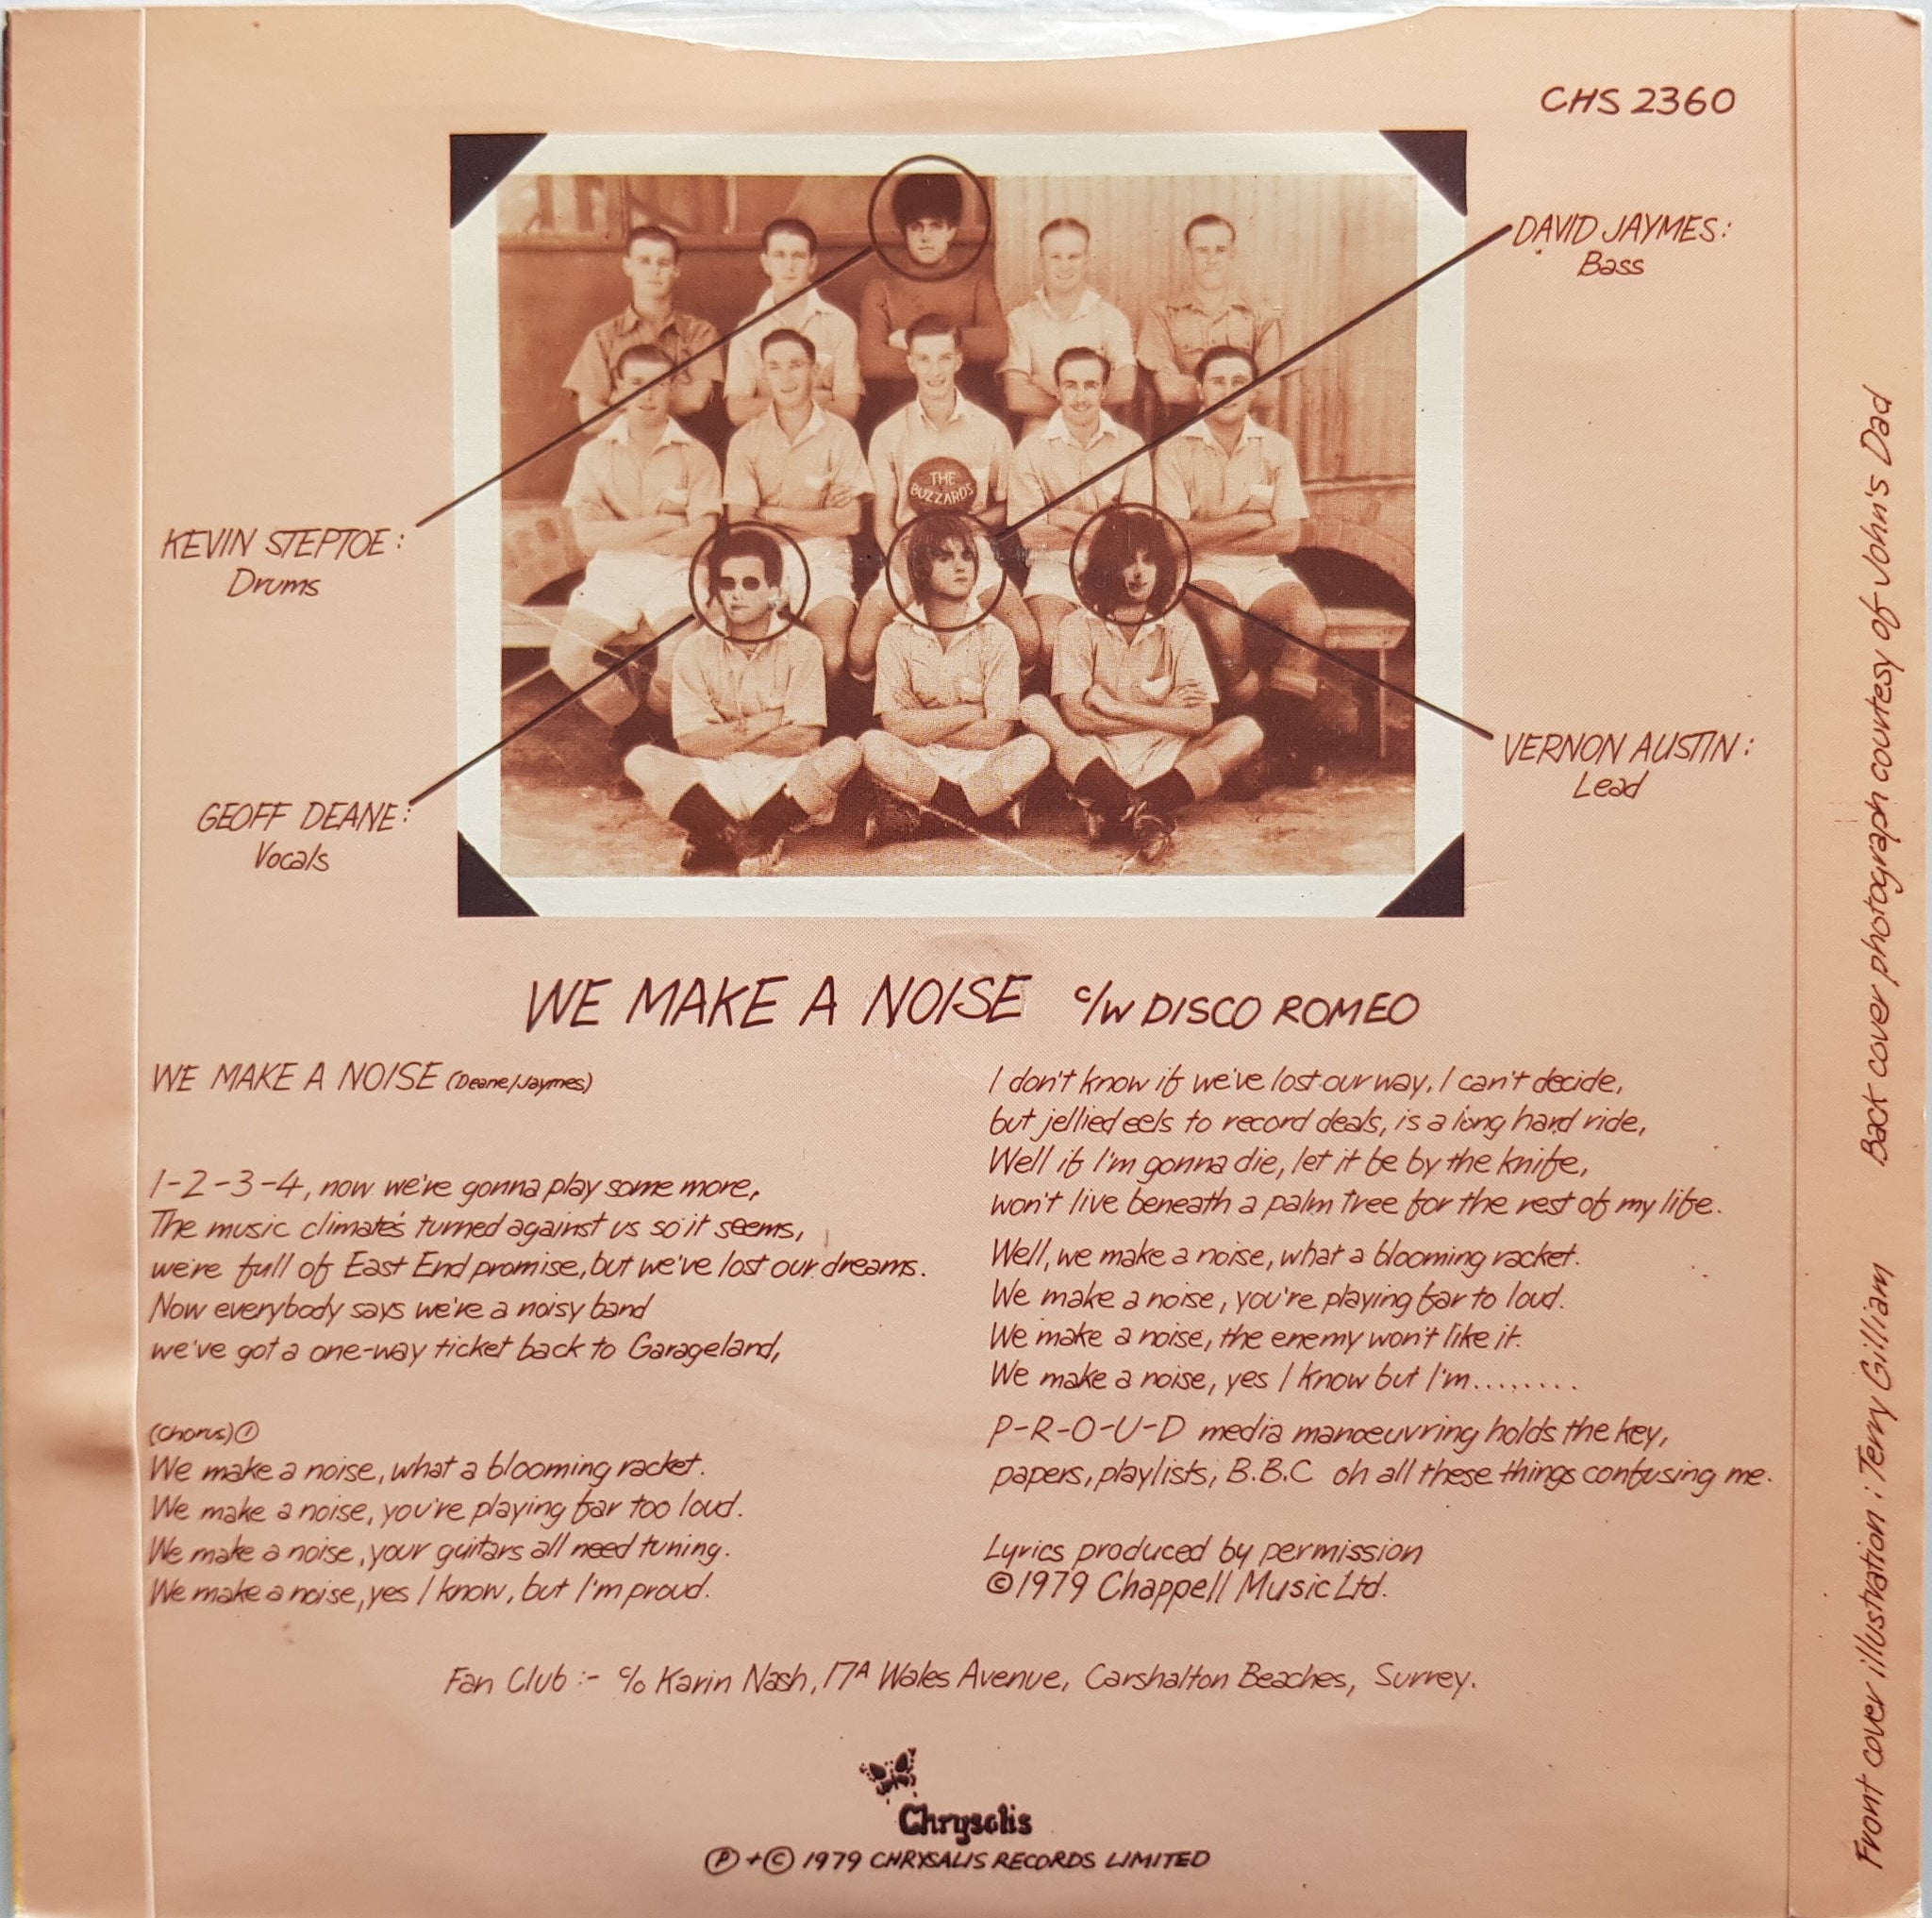 CHS 2360
DAVID JAYMES:
Bass
THE
BUZZARDS
KEVIN STEPTOE:
Drums
VERNON AUSTIN:
Lead
GEOFF DEANE:
Vocals
WE MAKE A NOISE c/w DISCO ROMEO
WE MAKE A NOISE (Deane/Jaymes)
1-2-3-4, now we're gonna play some more,
The music climate's turned against us so it seems,
we're full of East End promise, but we've lost our dreams.
Now everybody says we're a noisy band
we've got a one-way ticket back to Garageland,
(Chorus) ①
We make a noise, what a blooming racket.
We make a noise, you're playing far too loud.
We make a noise, your guitars all need tuning.
We make a noise, yes I know, but I'm proud.
I don't know if we've lost our way, I can't decide,
but jellied eels to record deals, is a long hard ride,
Well if I'm gonna die, let it be by the knife,
won't live beneath a palm tree for the rest of my life.
Well, we make a noise, what a blooming racket.
We make a noise, you're playing far to loud.
We make a noise, the enemy won't like it.
We make a noise, yes I know but I'm........
P-R-O-U-D media manœuvring holds the key,
papers, playlists, B.B.C oh all these things confusing me.
Lyrics produced by permission
©1979 Chappell Music Ltd.
Fan Club :- c/o Karin Nash, 17A Wales Avenue, Carshalton Beaches, Surrey.
Chrysalis
℗+© 1979 CHRYSALIS RECORDS LIMITED
Front cover illustration : Terry Gilliam Back cover photograph courtesy of John's Dad